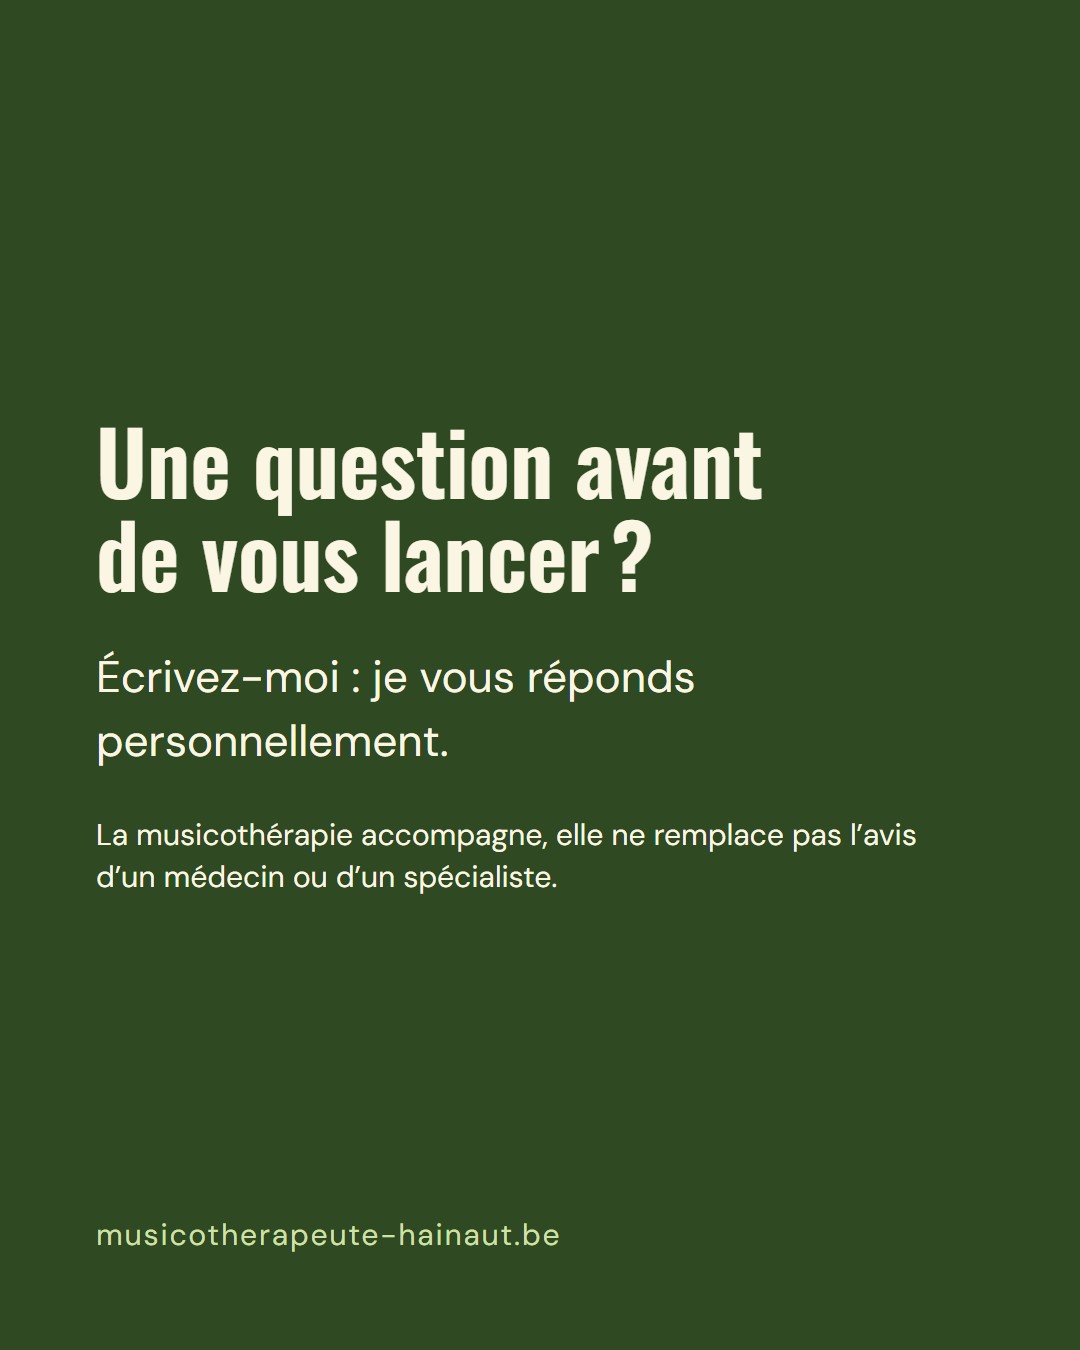 Une question avant
de vous lancer ?
Écrivez-moi : je vous réponds
personnellement.
La musicothérapie accompagne, elle ne remplace pas l’avis
d’un médecin ou d’un spécialiste.
musicotherapeute-hainaut.be